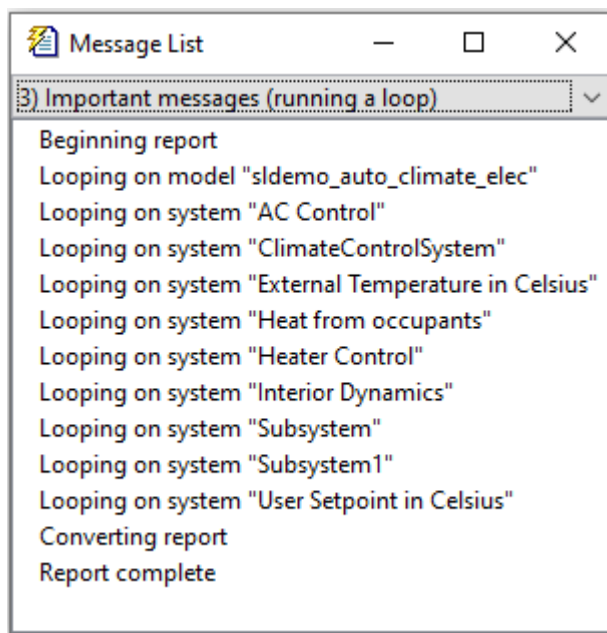 Message List
3) Important messages (running a loop)
Beginning report
Looping on model "sldemo_auto_climate_elec"
Looping on system "AC Control"
Looping on system "ClimateControlSystem"
Looping on system "External Temperature in Celsius"
Looping on system "Heat from occupants"
Looping on system "Heater Control"
Looping on system "Interior Dynamics"
Looping on system "Subsystem"
Looping on system "Subsystem1"
Looping on system "User Setpoint in Celsius"
Converting report
Report complete